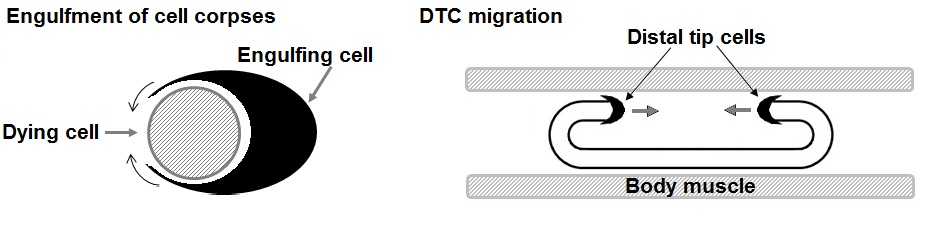 Engulfment of cell corpses
Engulfing cell
Dying cell
DTC migration
Distal tip cells
Body muscle